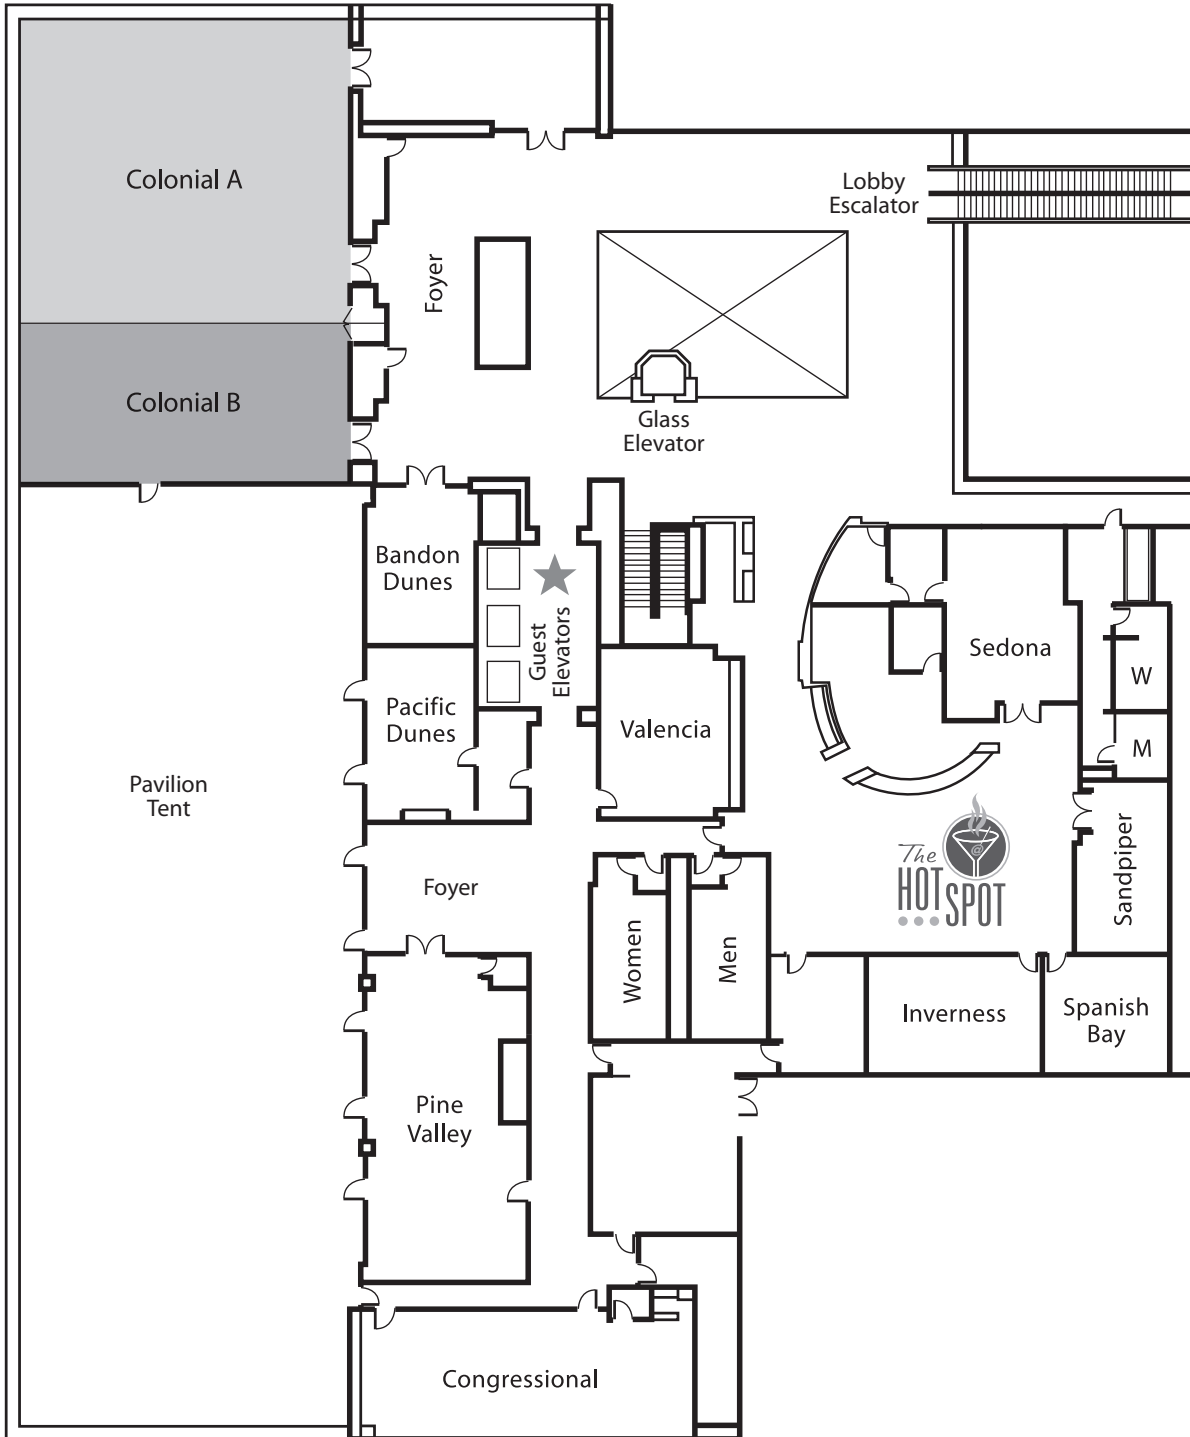 Colonial A
Lobby
Escalator
Foyer
Colonial B
Glass
Elevator
Bandon
Dunes
Guest
Elevators
Sedona
W
Pacific
Dunes
Valencia
M
Pavilion
Tent
The
@
HOT
SPOT
Sandpiper
Foyer
Women
Men
Inverness
Spanish
Bay
Pine
Valley
Congressional